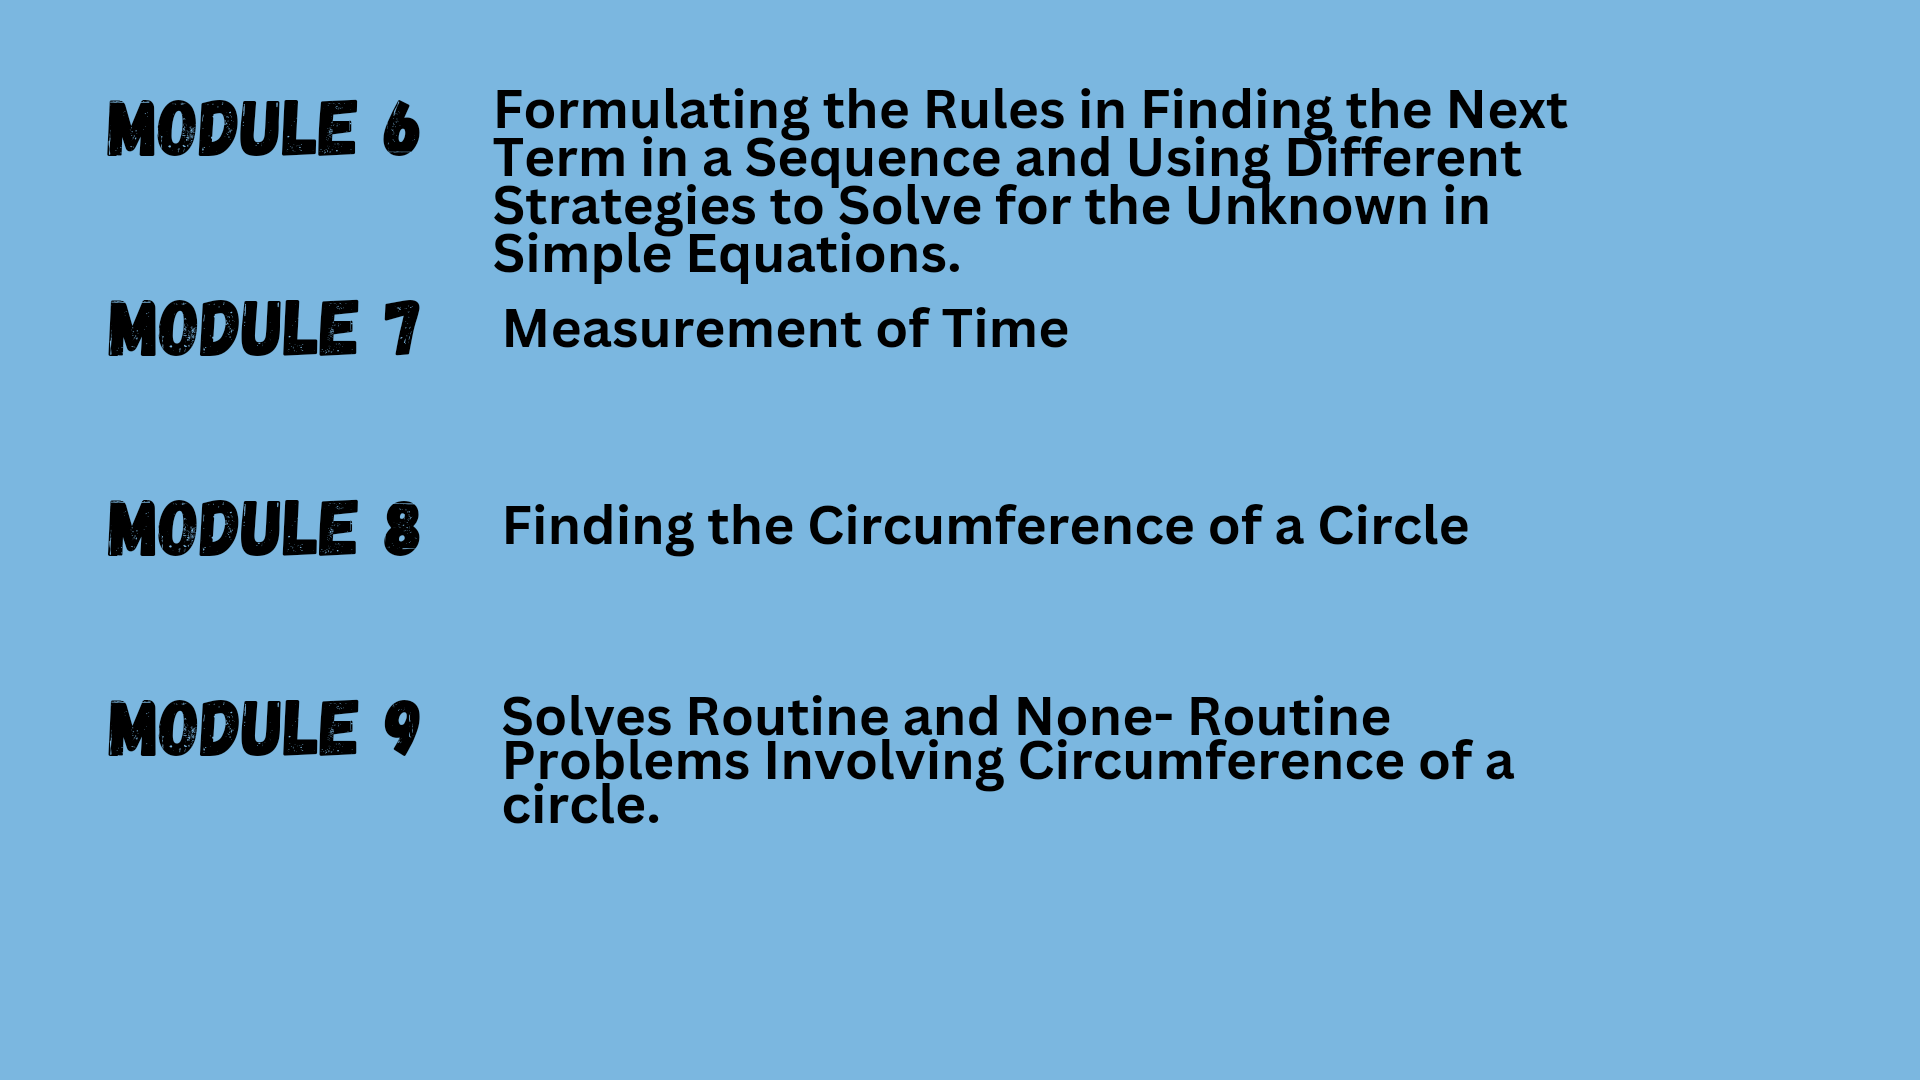 MODULE 6
Formulating the Rules in Finding the Next
Term in a Sequence and Using Different
Strategies to Solve for the Unknown in
Simple Equations.
MODULE 7
Measurement of Time
MODULE 8
Finding the Circumference of a Circle
MODULE 9
Solves Routine and None- Routine
Problems Involving Circumference of a
circle.